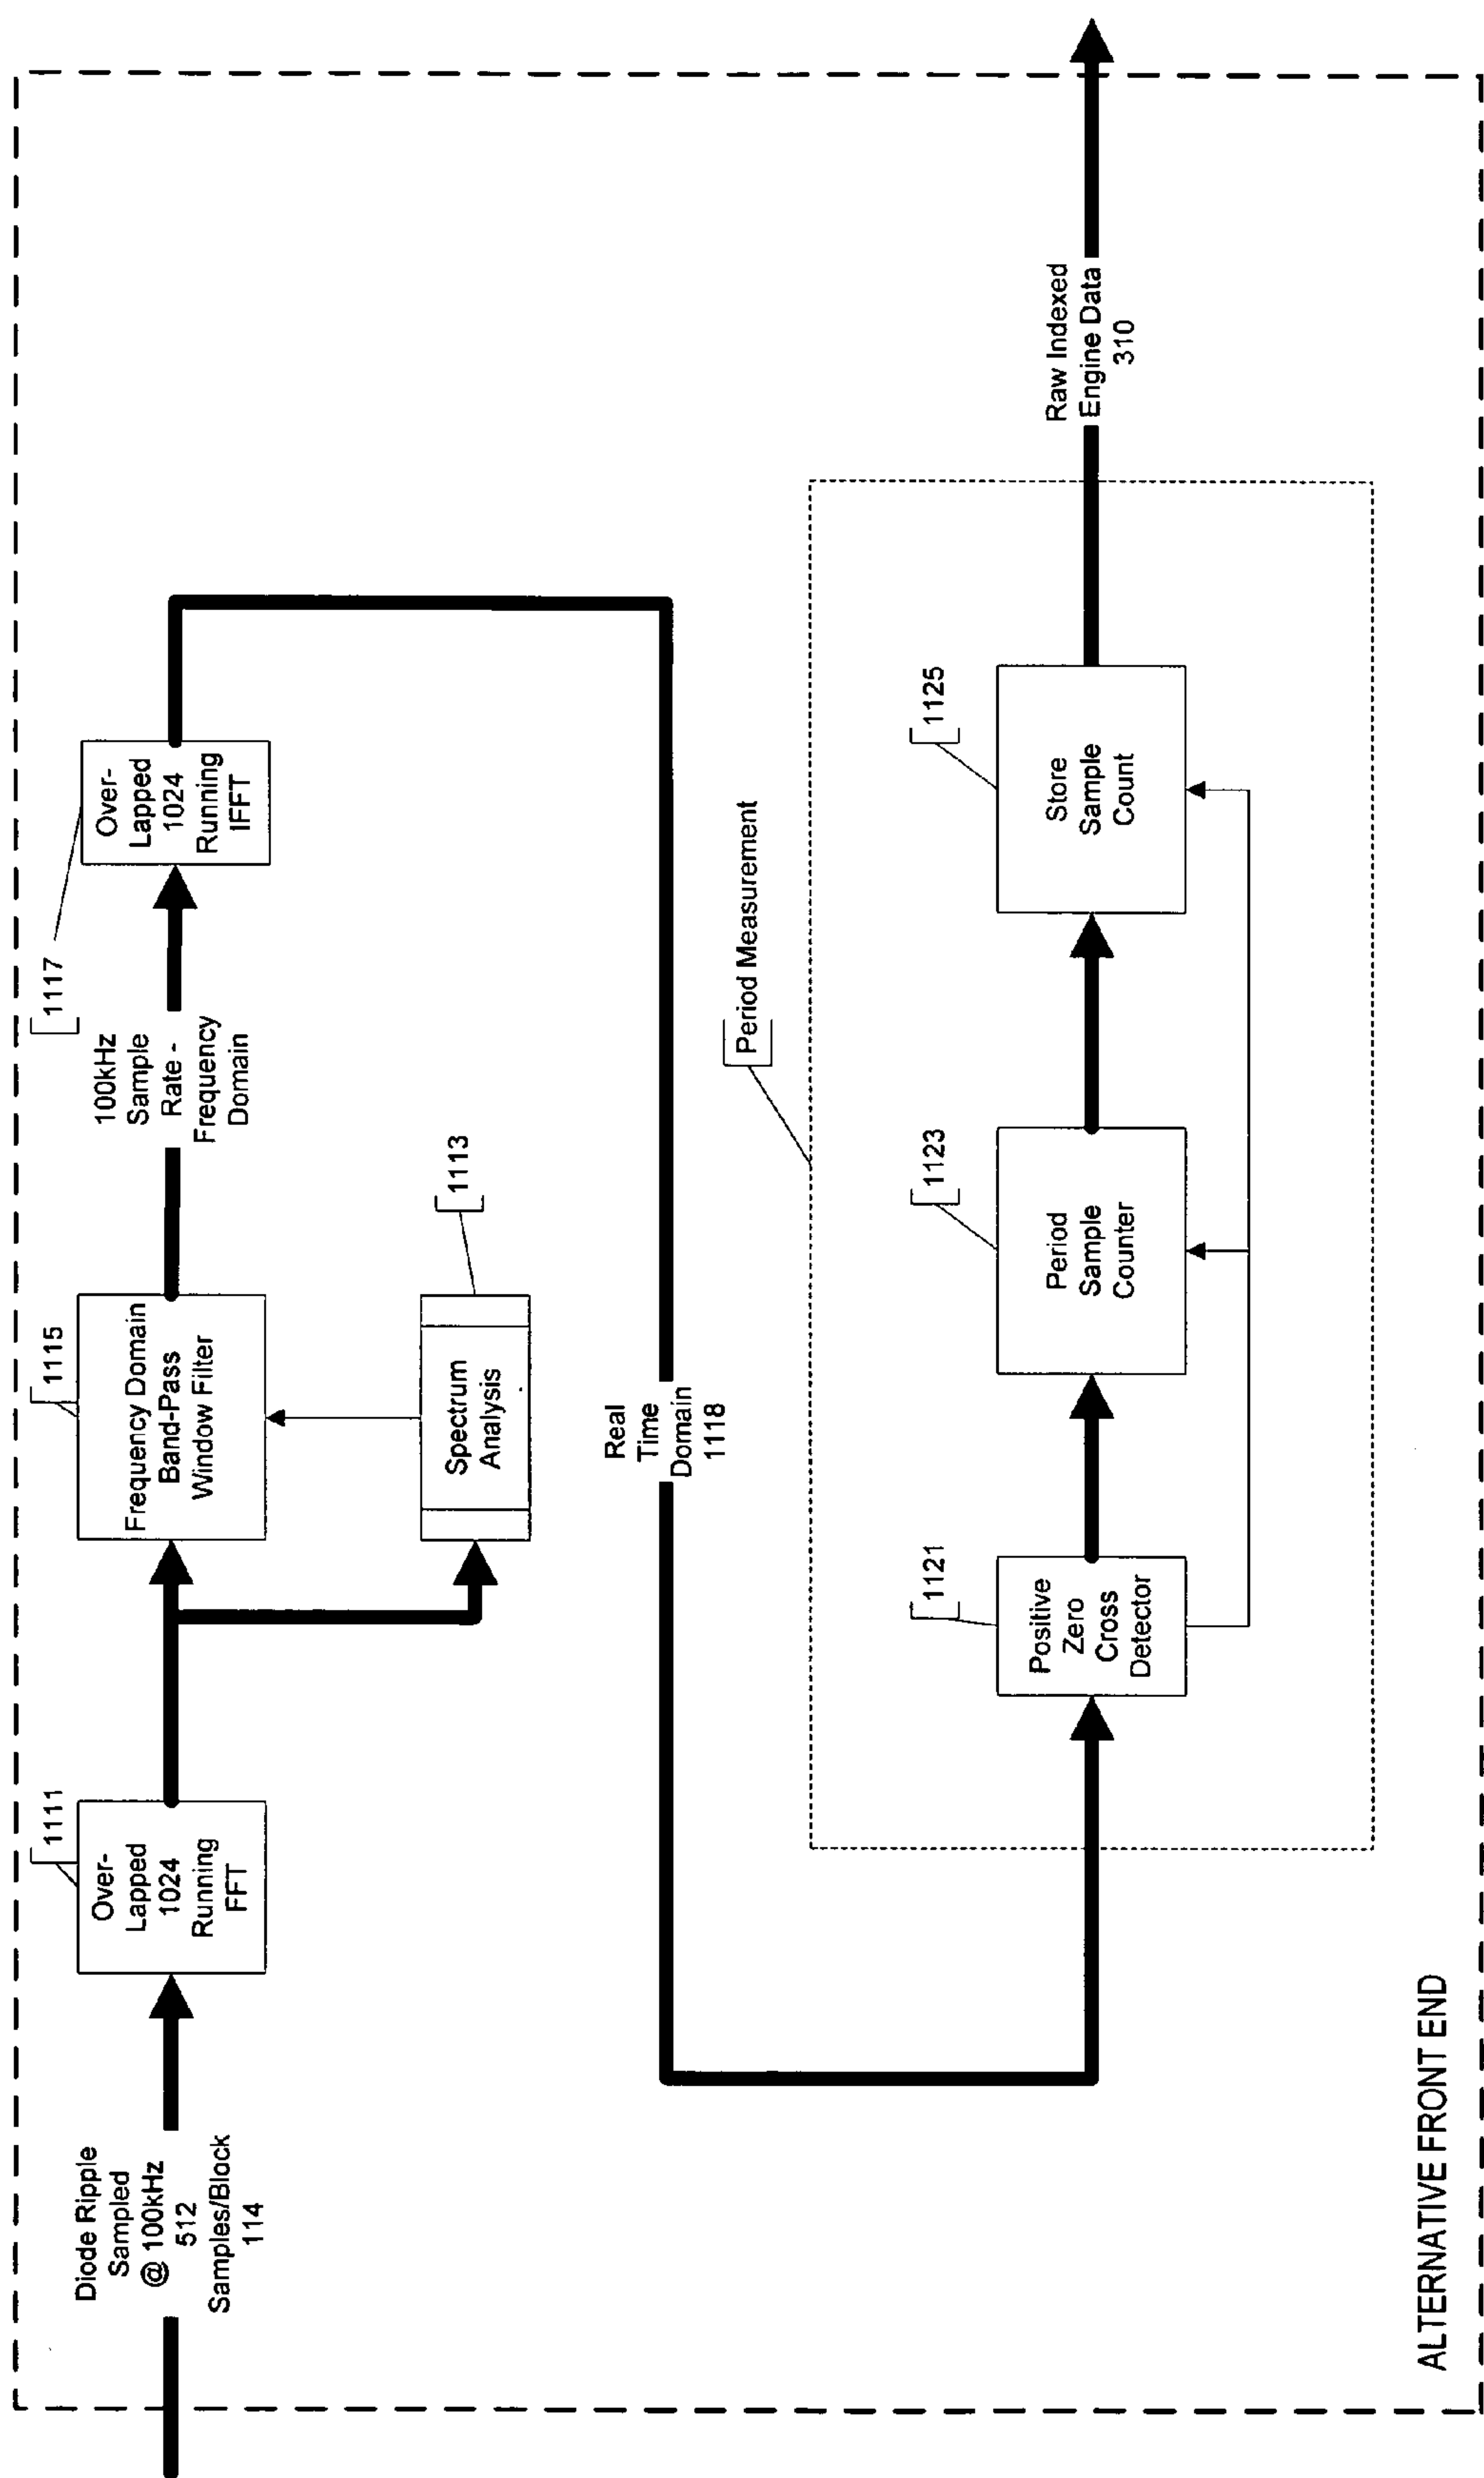 Diode Ripple
Sampled
@ 100kHz
512
Samples/Block
114
1111
Over-
Lapped
1024
Running
FFT
1115
Frequency Domain
Band-Pass
Window Filter
1113
Spectrum
Analysis
100kHz
Sample
Rate -
Frequency
Domain
1117
Over-
Lapped
1024
Running
IFFT
Real
Time
Domain
1118
Period Measurement
1121
Positive
Zero
Cross
Detector
1123
Period
Sample
Counter
1125
Store
Sample
Count
Raw Indexed
Engine Data
310
ALTERNATIVE FRONT END